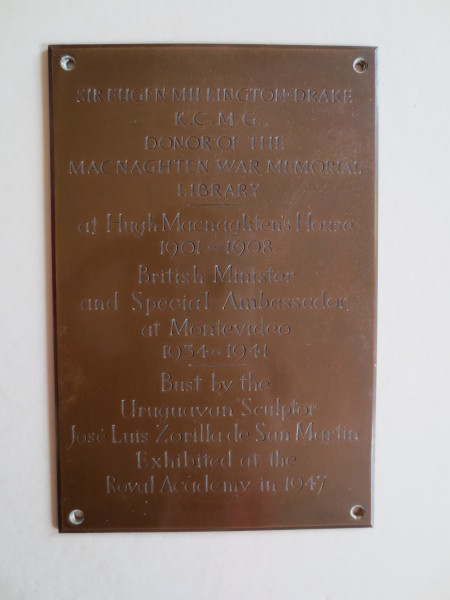 SIR EUGEN MILLINGTON-DRAKE
K.C.M.G.
DONOR OF THE
MACNAGHTEN WAR MEMORIAL
LIBRARY
at Hugh Macnaghten's House
1901–1908
British Minister
and Special Ambassador,
at Montevideo
1934–1941
Bust by the
Uruguayan Sculptor
José Luis Zorilla de San Martin
Exhibited at the
Royal Academy in 1947